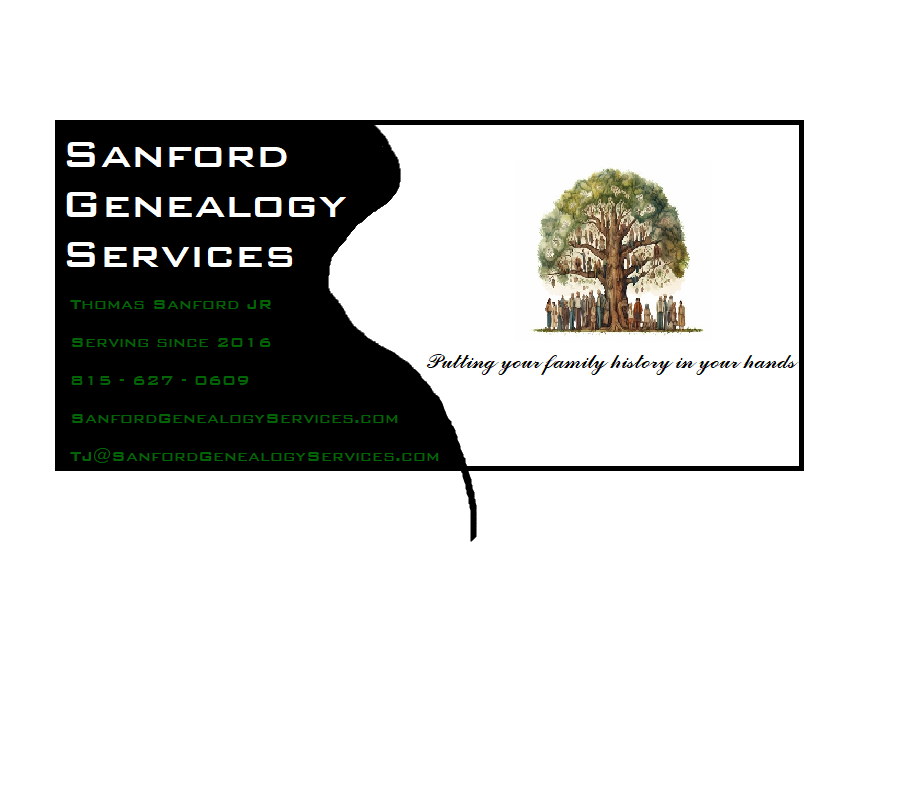 Sanford
Genealogy
Services
Thomas Sanford JR
Serving since 2016
815 - 627 - 0609
SanfordGenealogyServices.com
TJ@SanfordGenealogyServices.com
Putting your family history in your hands